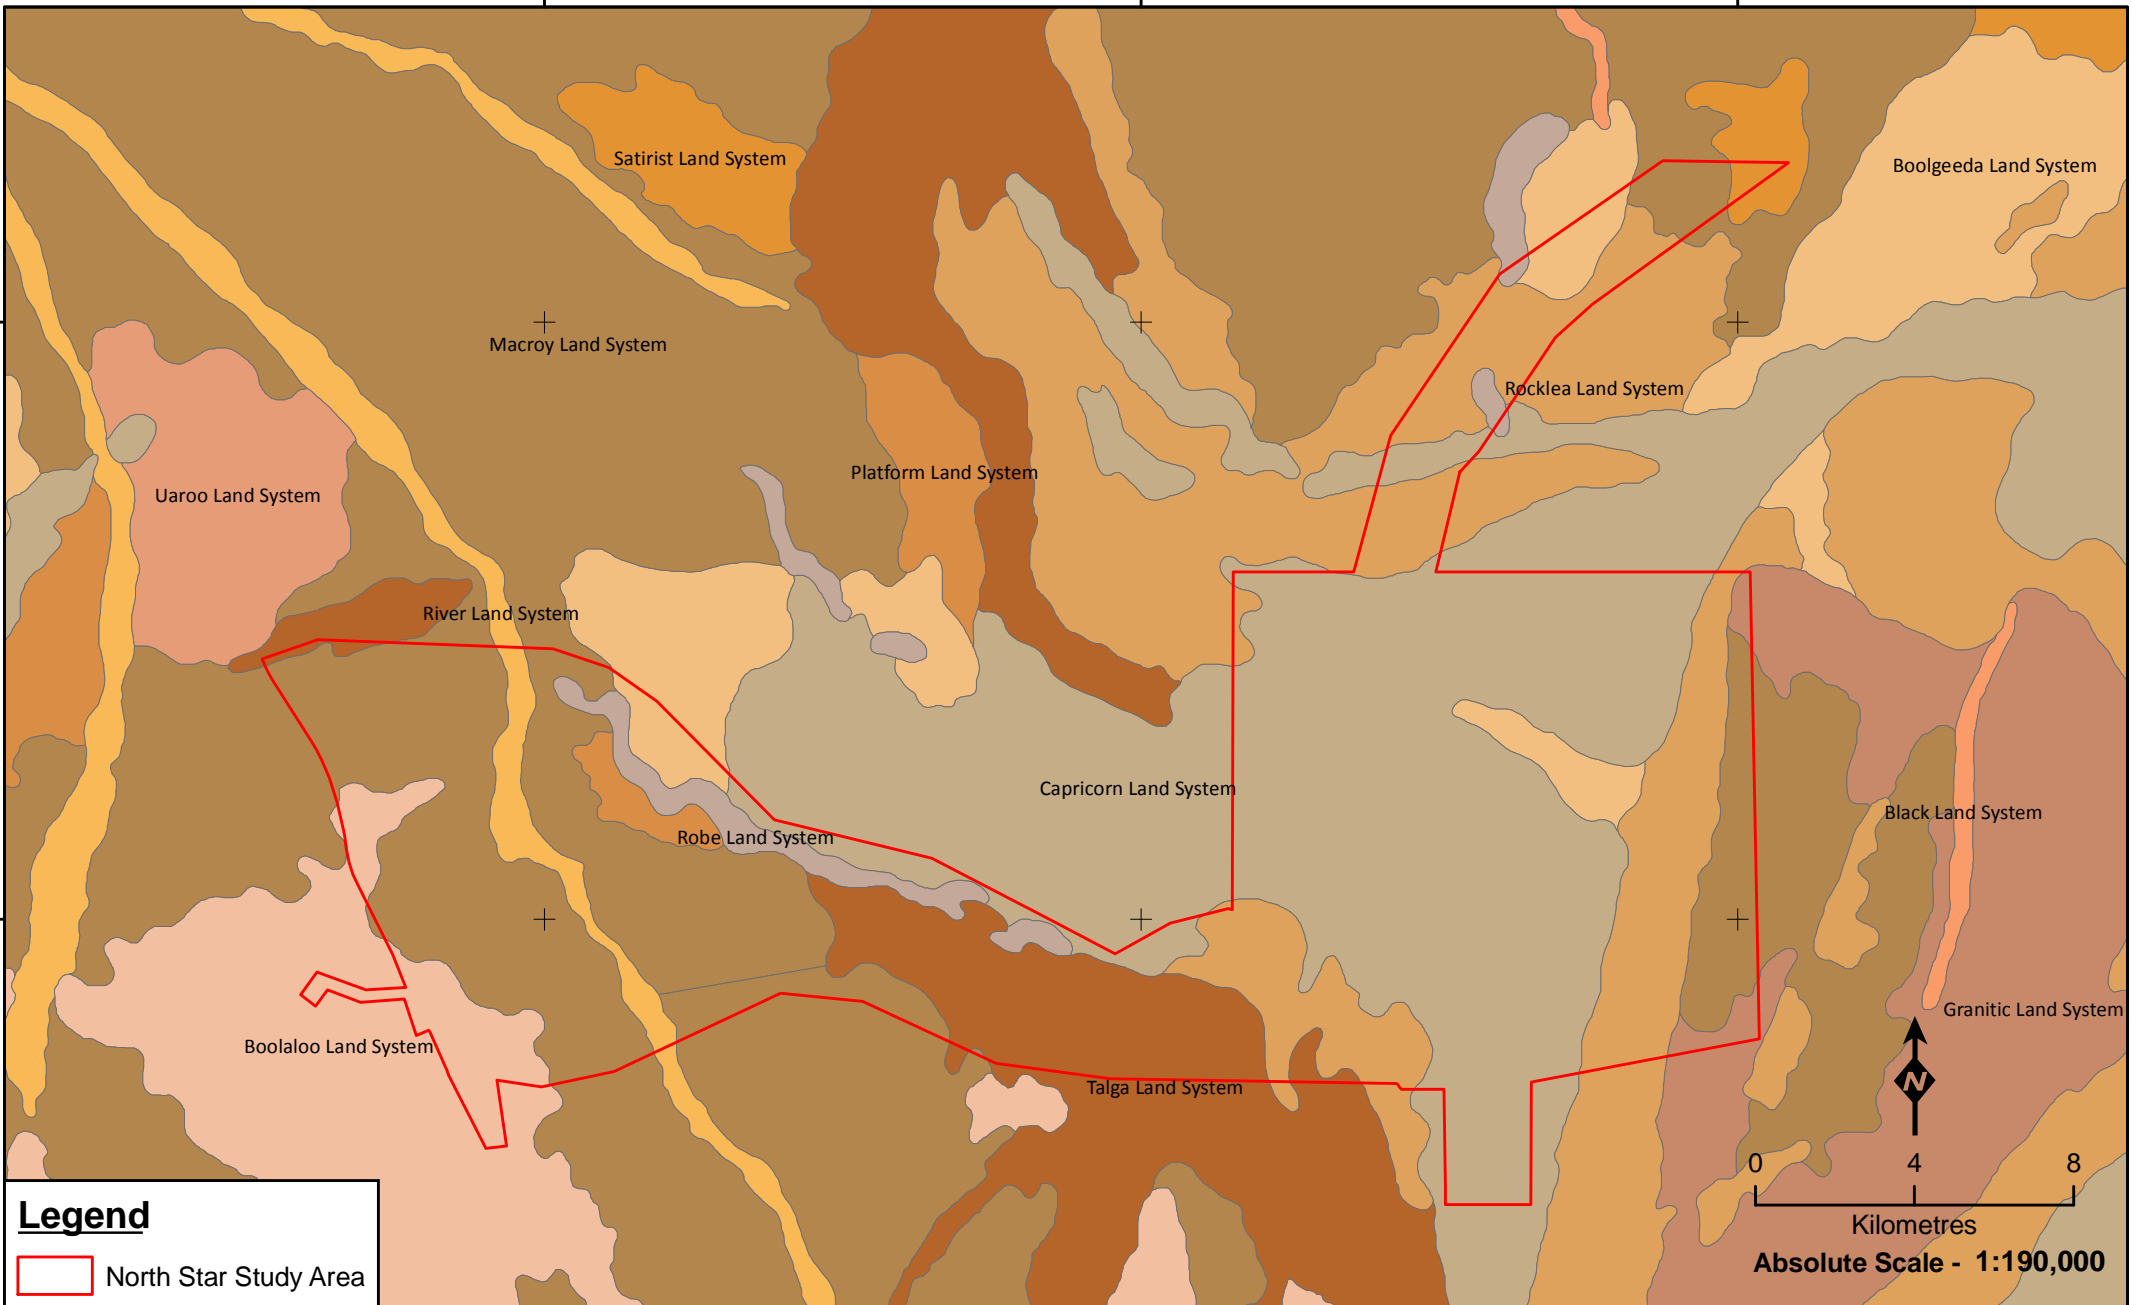 Satirist Land System
Boolgeeda Land System
Macroy Land System
Rocklea Land System
Platform Land System
Uaroo Land System
River Land System
Capricorn Land System
Robe Land System
Black Land System
Granitic Land System
Boolaloo Land System
Talga Land System
N
0 4 8
Kilometres
Absolute Scale - 1:190,000
Legend
North Star Study Area